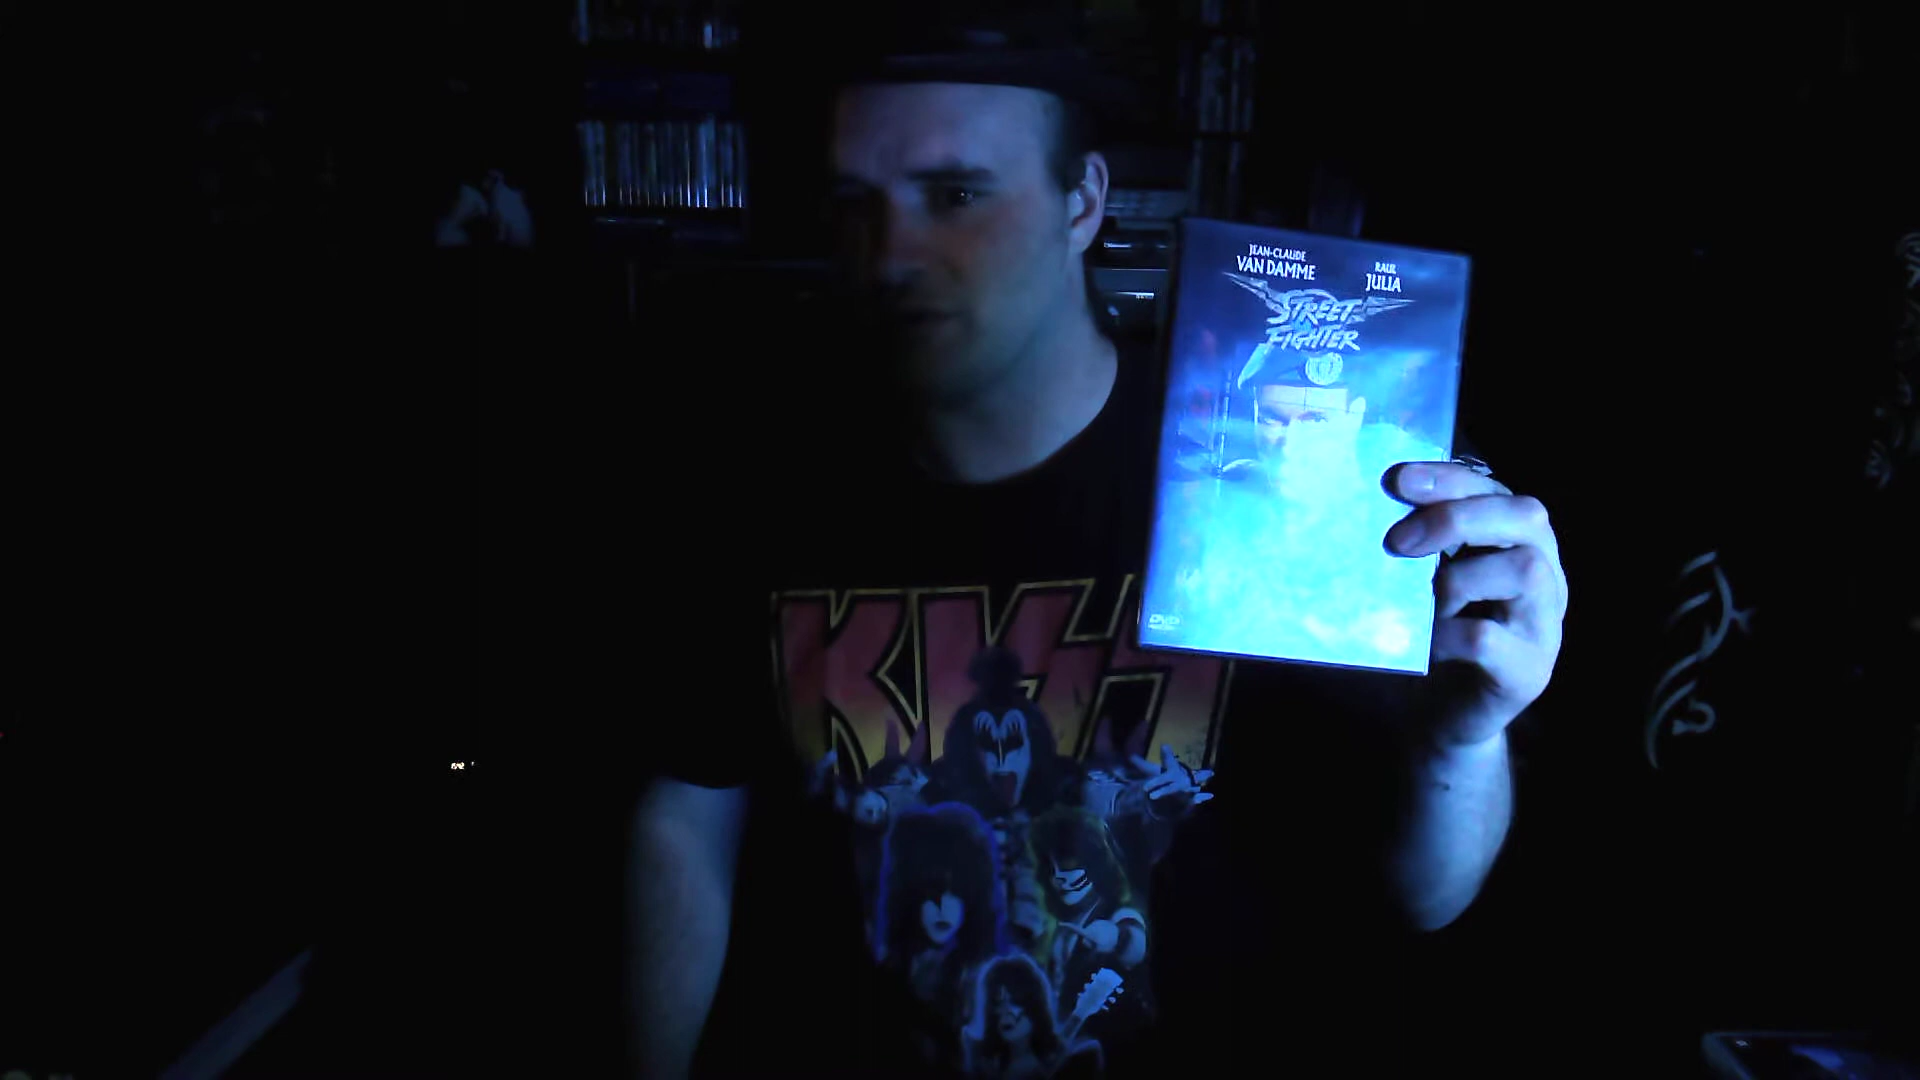 JEAN-CLAUDE
VAN DAMME
RAUL
JULIA
STREET
FIGHTER
DVD
KISS